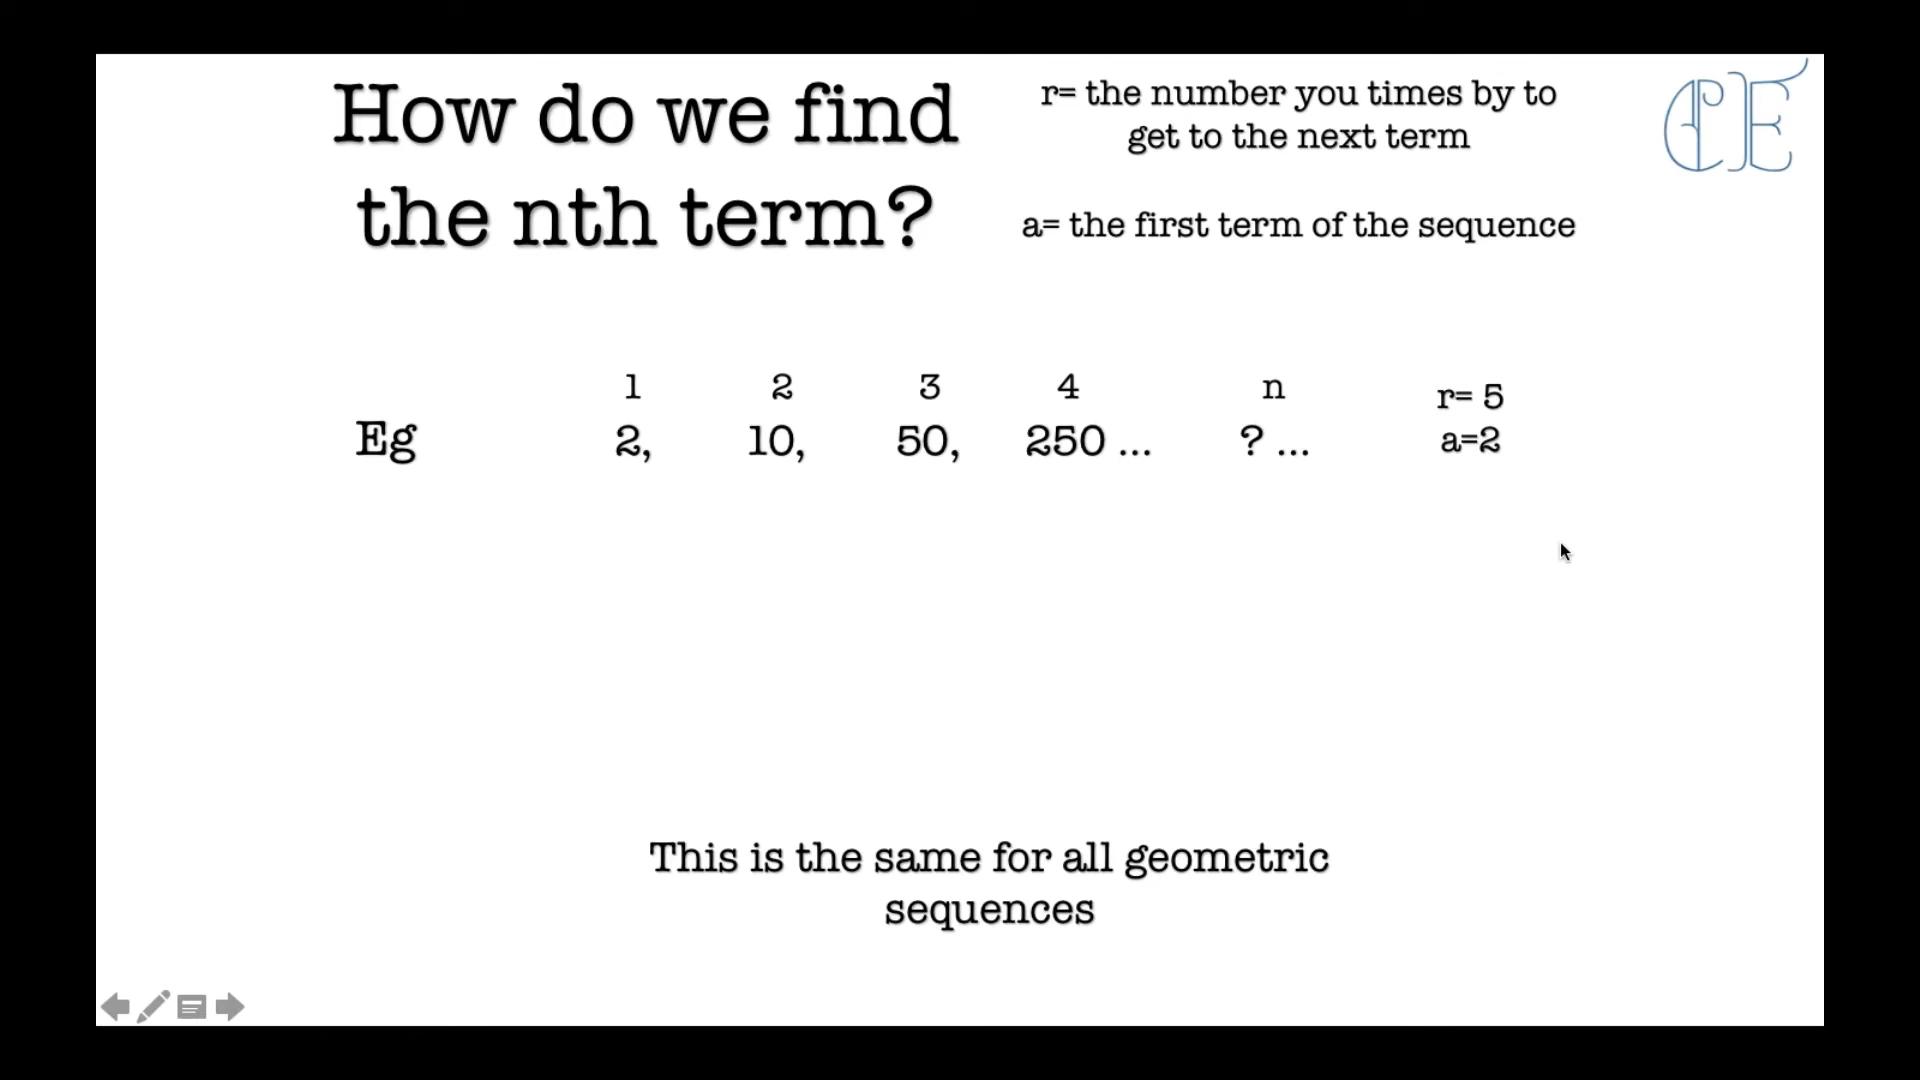 How do we find
the nth term?
r= the number you times by to
get to the next term
a= the first term of the sequence
CE
1 2 3 4 n
Eg 2, 10, 50, 250 ... ? ...
r= 5
a=2
This is the same for all geometric
sequences